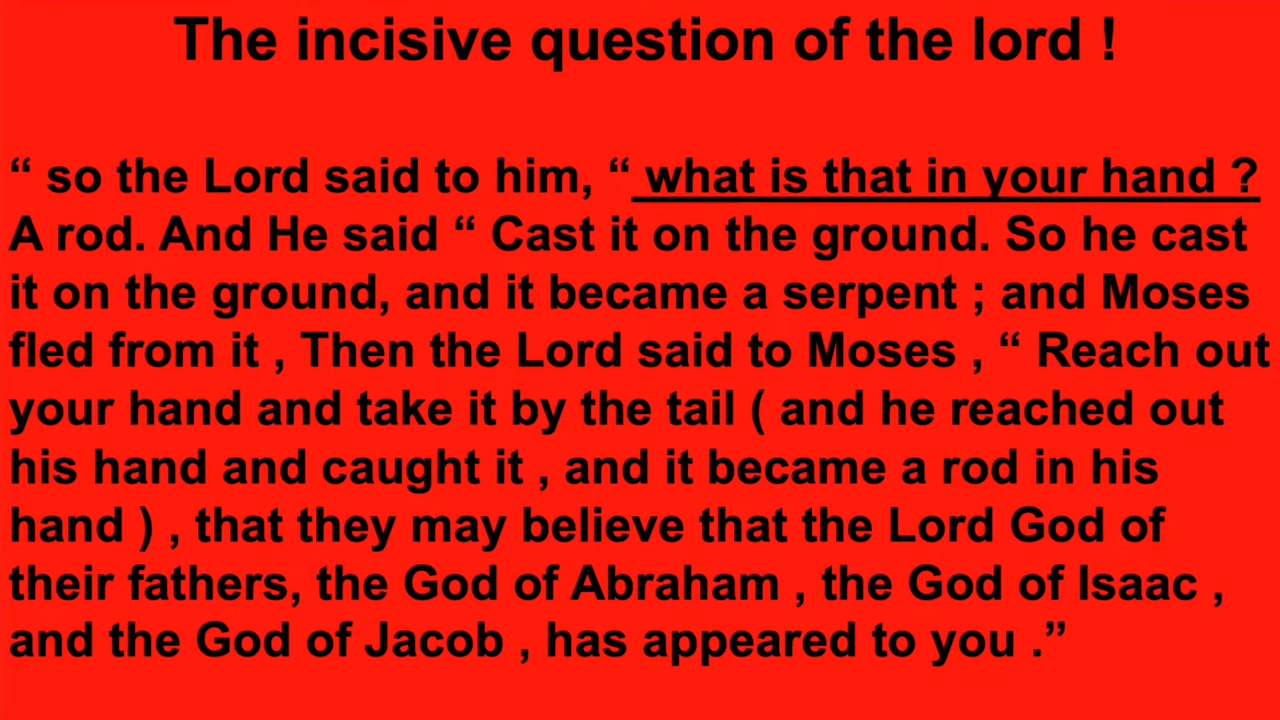 The incisive question of the lord !
“ so the Lord said to him, “ what is that in your hand ?
A rod. And He said “ Cast it on the ground. So he cast
it on the ground, and it became a serpent ; and Moses
fled from it , Then the Lord said to Moses , “ Reach out
your hand and take it by the tail ( and he reached out
his hand and caught it , and it became a rod in his
hand ) , that they may believe that the Lord God of
their fathers, the God of Abraham , the God of Isaac ,
and the God of Jacob , has appeared to you .”